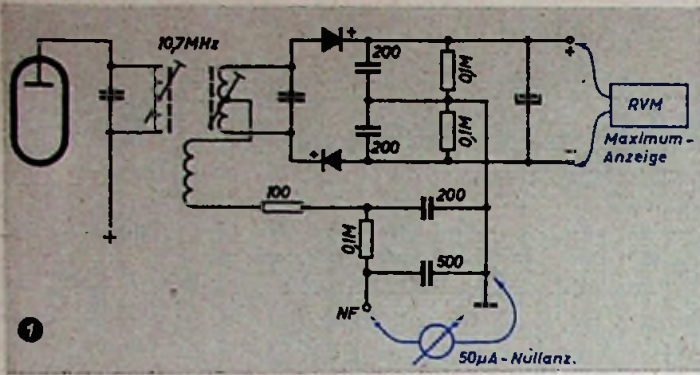 10,7MHz
+
200
0,1M
+
RVM
200
0,1M
+
−
Maximum-
Anzeige
100
200
0,1M
500
+
NF
50µA-Nullanz.
1